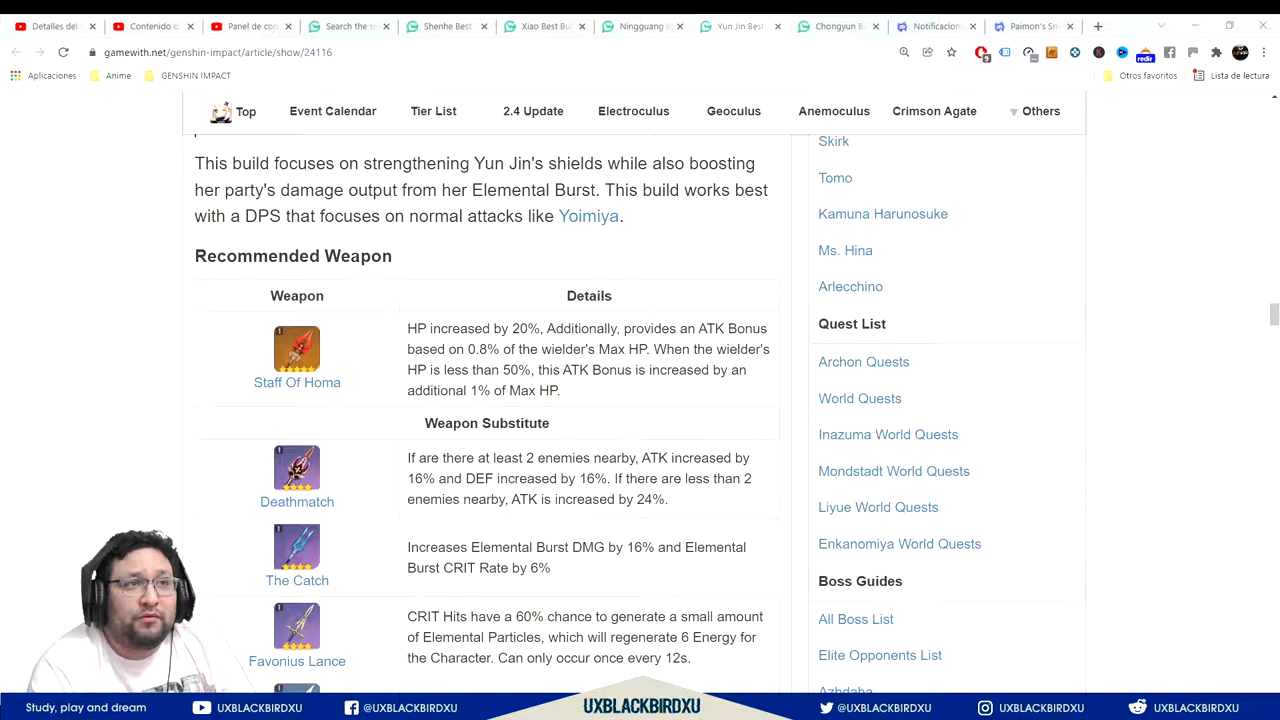 Detalles del
Contenido o
Panel de con
Search the s
Shenhe Best
Xiao Best Bu
Ningguang B
Yun Jin Best
Chongyun B
Notificacion
Paimon's Sn
gamewith.net/genshin-impact/article/show/24116
9
redir
Aplicaciones
Anime
GENSHIN IMPACT
Otros favoritos
Lista de lectura
Top
Event Calendar
Tier List
2.4 Update
Electroculus
Geoculus
Anemoculus
Crimson Agate
Others
This build focuses on strengthening Yun Jin's shields while also boosting
her party's damage output from her Elemental Burst. This build works best
with a DPS that focuses on normal attacks like Yoimiya.
Recommended Weapon
Weapon
Details
Staff Of Homa
HP increased by 20%, Additionally, provides an ATK Bonus
based on 0.8% of the wielder's Max HP. When the wielder's
HP is less than 50%, this ATK Bonus is increased by an
additional 1% of Max HP.
Weapon Substitute
Deathmatch
If are there at least 2 enemies nearby, ATK increased by
16% and DEF increased by 16%. If there are less than 2
enemies nearby, ATK is increased by 24%.
The Catch
Increases Elemental Burst DMG by 16% and Elemental
Burst CRIT Rate by 6%
Favonius Lance
CRIT Hits have a 60% chance to generate a small amount
of Elemental Particles, which will regenerate 6 Energy for
the Character. Can only occur once every 12s.
Skirk
Tomo
Kamuna Harunosuke
Ms. Hina
Arlecchino
Quest List
Archon Quests
World Quests
Inazuma World Quests
Mondstadt World Quests
Liyue World Quests
Enkanomiya World Quests
Boss Guides
All Boss List
Elite Opponents List
Azhdaha
Study, play and dream
UXBLACKBIRDXU
@UXBLACKBIRDXU
UXBLACKBIRDXU
@UXBLACKBIRDXU
UXBLACKBIRDXU
UXBLACKBIRDXU